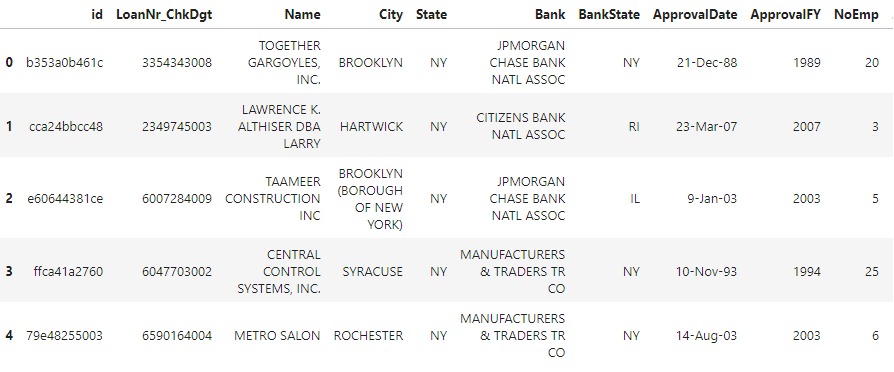 id LoanNr_ChkDgt Name City State Bank BankState ApprovalDate ApprovalFY NoEmp
0 b353a0b461c 3354343008 TOGETHER GARGOYLES, INC. BROOKLYN NY JPMORGAN CHASE BANK NATL ASSOC NY 21-Dec-88 1989 20
1 cca24bbcc48 2349745003 LAWRENCE K. ALTHISER DBA LARRY HARTWICK NY CITIZENS BANK NATL ASSOC RI 23-Mar-07 2007 3
2 e60644381ce 6007284009 TAAMEER CONSTRUCTION INC BROOKLYN (BOROUGH OF NEW YORK) NY JPMORGAN CHASE BANK NATL ASSOC IL 9-Jan-03 2003 5
3 ffca41a2760 6047703002 CENTRAL CONTROL SYSTEMS, INC. SYRACUSE NY MANUFACTURERS & TRADERS TR CO NY 10-Nov-93 1994 25
4 79e48255003 6590164004 METRO SALON ROCHESTER NY MANUFACTURERS & TRADERS TR CO NY 14-Aug-03 2003 6